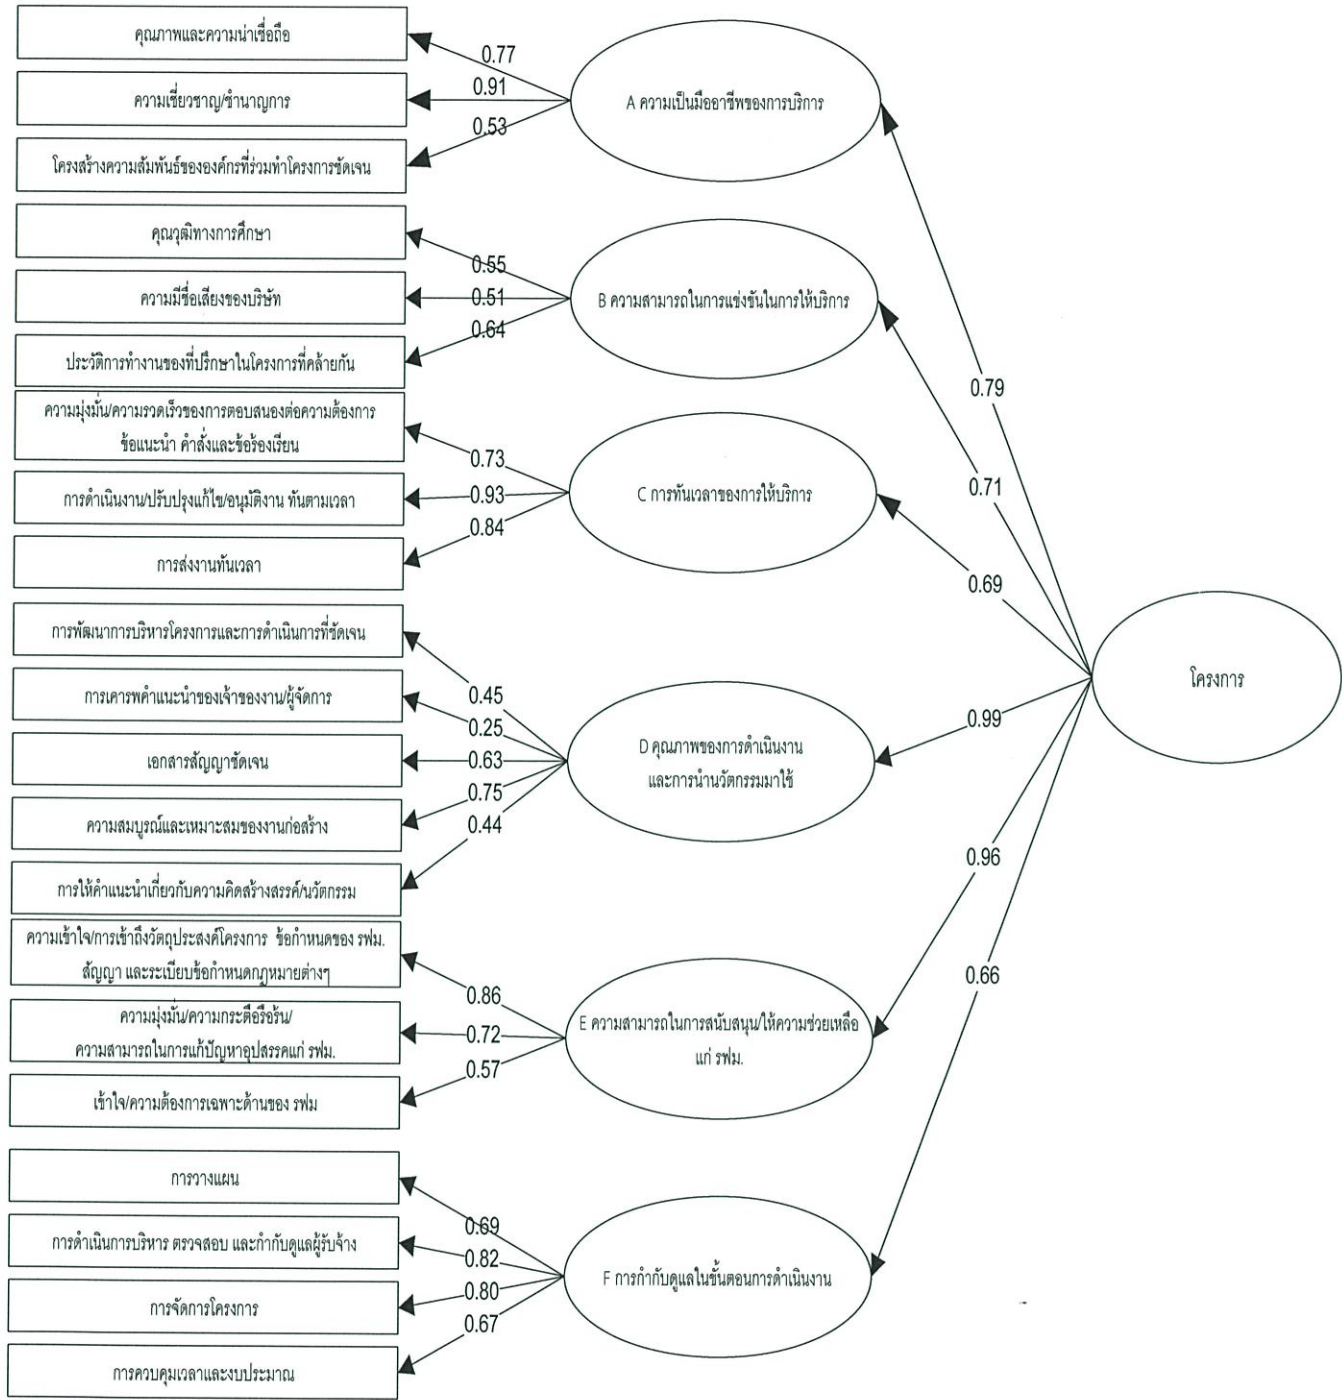 คุณภาพและความน่าเชื่อถือ
ความเชี่ยวชาญ/ชำนาญการ
โครงสร้างความสัมพันธ์ขององค์กรที่ร่วมทำโครงการชัดเจน
0.77
0.91
0.53
A ความเป็นมืออาชีพของการบริการ
คุณวุฒิทางการศึกษา
ความมีชื่อเสียงของบริษัท
ประวัติการทำงานของที่ปรึกษาในโครงการที่คล้ายกัน
0.55
0.51
0.64
B ความสามารถในการแข่งขันในการให้บริการ
ความมุ่งมั่น/ความรวดเร็วของการตอบสนองต่อความต้องการ
ข้อแนะนำ คำสั่งและข้อร้องเรียน
การดำเนินงาน/ปรับปรุงแก้ไข/อนุมัติงาน ทันตามเวลา
การส่งงานทันเวลา
0.73
0.93
0.84
C การทันเวลาของการให้บริการ
การพัฒนาการบริหารโครงการและการดำเนินการที่ชัดเจน
การเคารพคำแนะนำของเจ้าของงาน/ผู้จัดการ
เอกสารสัญญาชัดเจน
ความสมบูรณ์และเหมาะสมของงานก่อสร้าง
การให้คำแนะนำเกี่ยวกับความคิดสร้างสรรค์/นวัตกรรม
0.45
0.25
0.63
0.75
0.44
D คุณภาพของการดำเนินงาน
และการนำนวัตกรรมมาใช้
ความเข้าใจ/การเข้าถึงวัตถุประสงค์โครงการ ข้อกำหนดของ รฟม.
สัญญา และระเบียบข้อกำหนดกฎหมายต่างๆ
ความมุ่งมั่น/ความกระตือรือร้น/
ความสามารถในการแก้ปัญหาอุปสรรคแก่ รฟม.
เข้าใจ/ความต้องการเฉพาะด้านของ รฟม
0.86
0.72
0.57
E ความสามารถในการสนับสนุน/ให้ความช่วยเหลือ
แก่ รฟม.
การวางแผน
การดำเนินการบริหาร ตรวจสอบ และกำกับดูแลผู้รับจ้าง
การจัดการโครงการ
การควบคุมเวลาและงบประมาณ
0.69
0.82
0.80
0.67
F การกำกับดูแลในขั้นตอนการดำเนินงาน
0.79
0.71
0.69
0.99
0.96
0.66
โครงการ